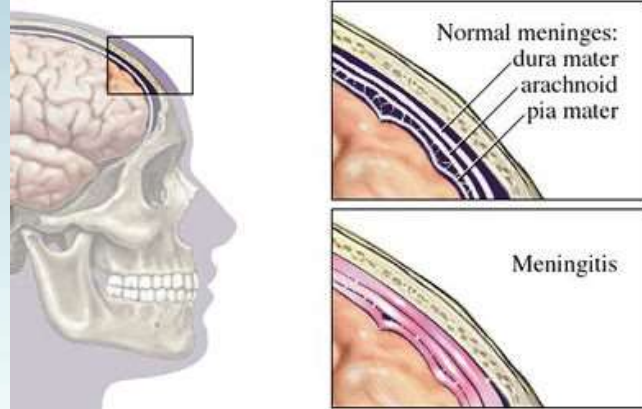 Normal meninges:
dura mater
arachnoid
pia mater
Meningitis